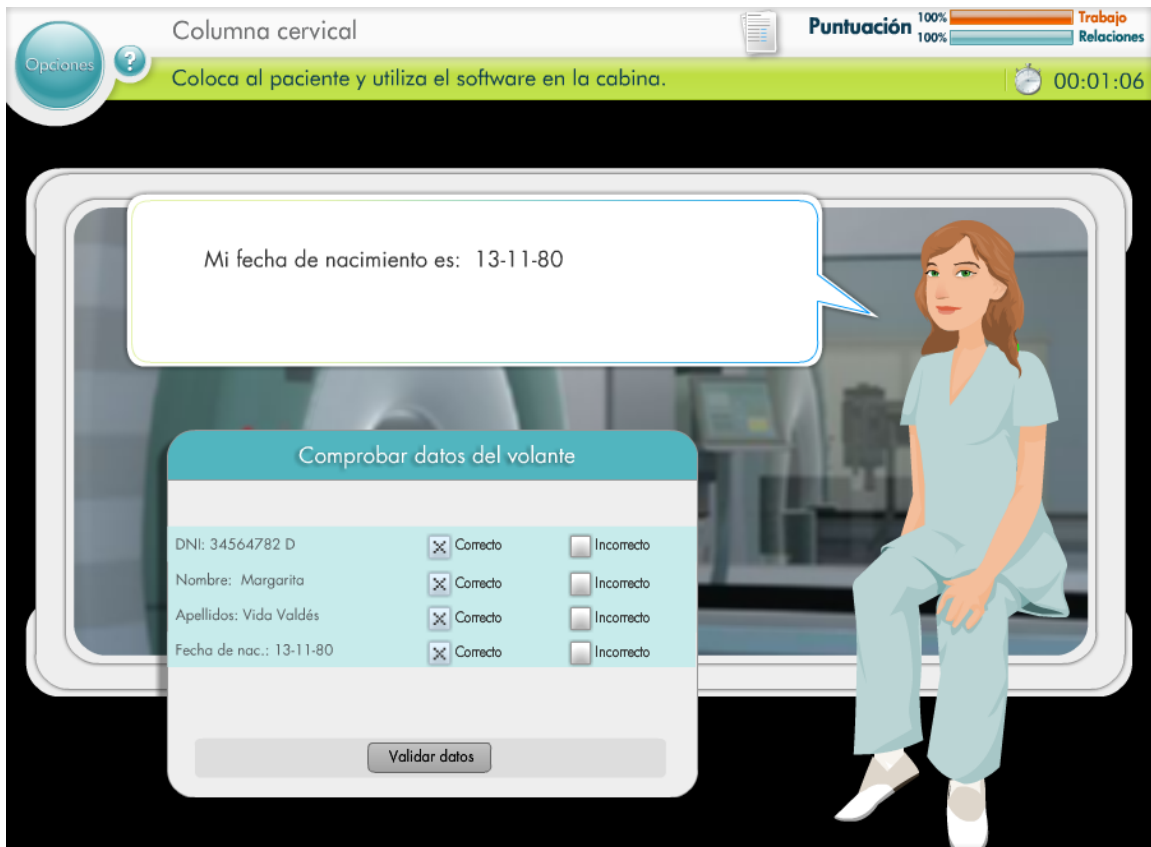 Opciones
?
Columna cervical
Puntuación
100%
Trabajo
100%
Relaciones
Coloca al paciente y utiliza el software en la cabina.
00:01:06
Mi fecha de nacimiento es: 13-11-80
Comprobar datos del volante
DNI: 34564782 D Correcto Incorrecto
Nombre: Margarita Correcto Incorrecto
Apellidos: Vida Valdés Correcto Incorrecto
Fecha de nac.: 13-11-80 Correcto Incorrecto
Validar datos